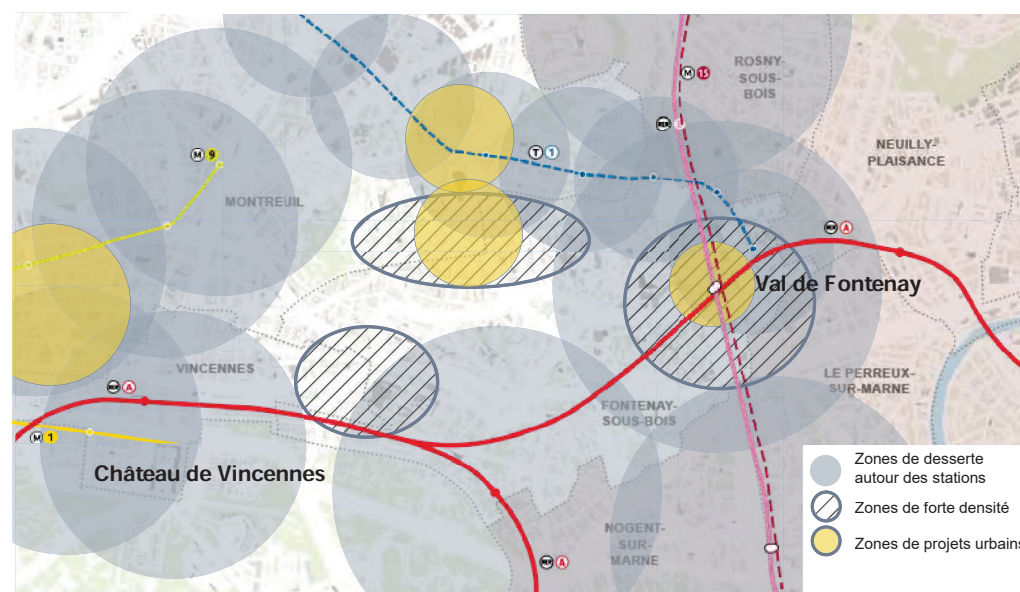 M 15
ROSNY-
SOUS-
BOIS
RER E
NEUILLY-
PLAISANCE
M 9
T 1
MONTREUIL
RER A
Val de Fontenay
VINCENNES
RER A
LE PERREUX-
SUR-MARNE
FONTENAY-
SOUS-BOIS
M 1
Château de Vincennes
NOGENT-
SUR-
MARNE
RER A
Zones de desserte
autour des stations
Zones de forte densité
Zones de projets urbains